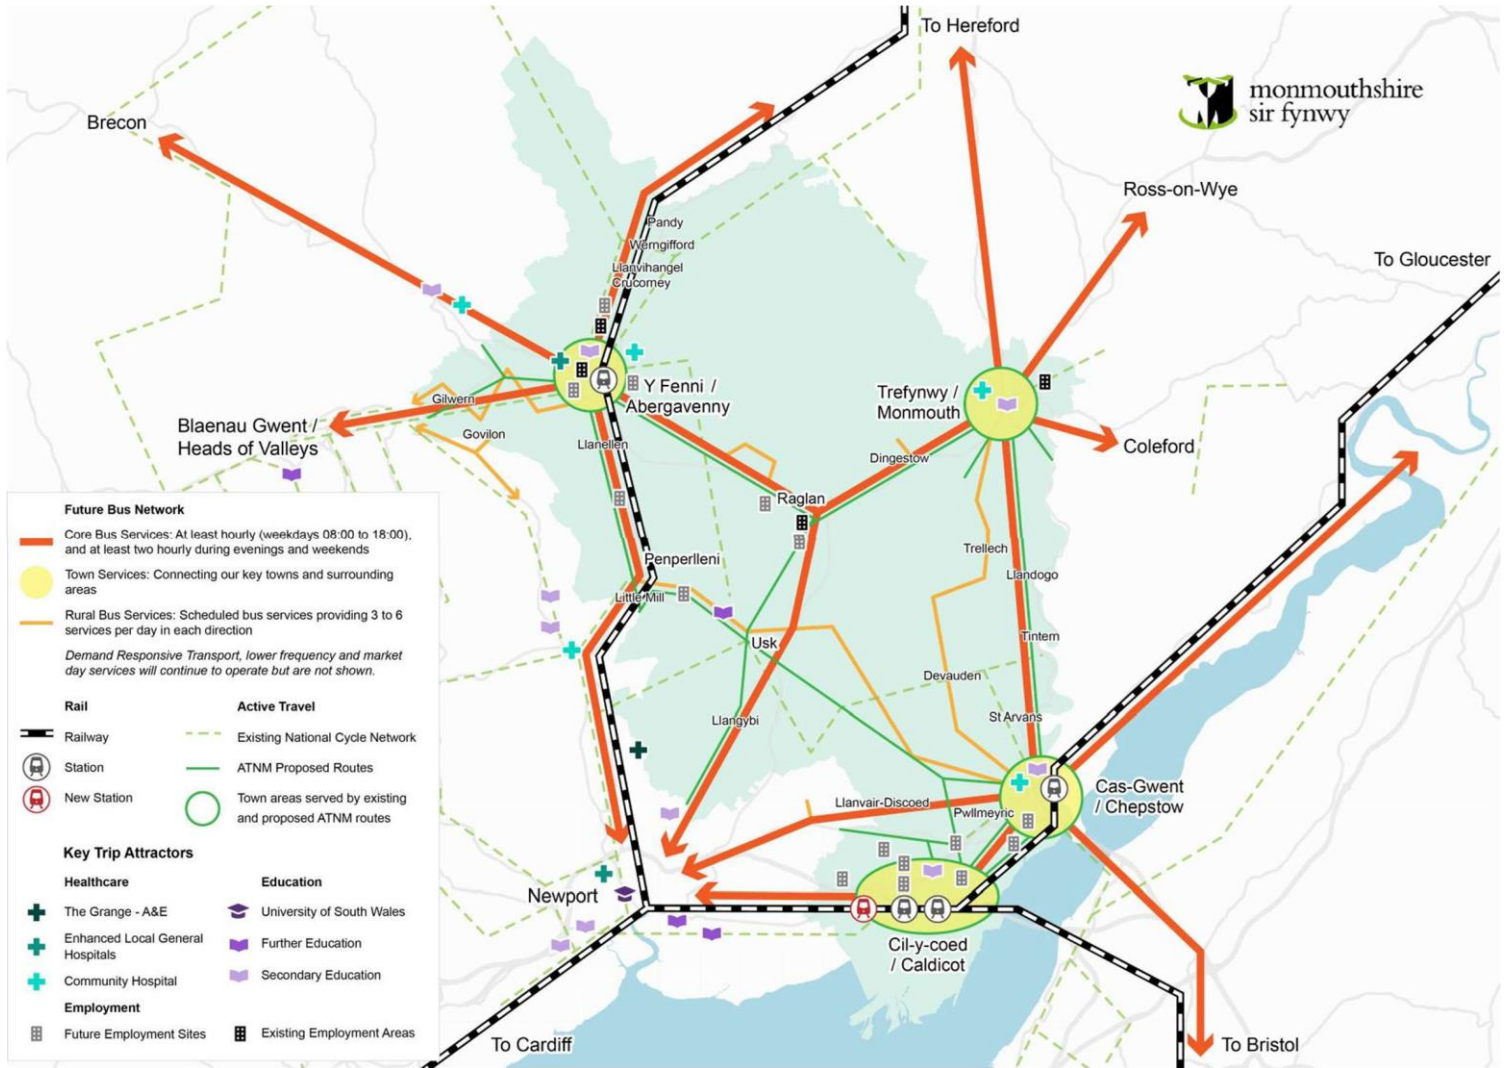 To Hereford
monmouthshire
sir fynwy
Brecon
Ross-on-Wye
To Gloucester
Pandy
Werngifford
Llanvihangel
Crucorney
Y Fenni /
Abergavenny
Trefynwy /
Monmouth
Gilwern
Govilon
Blaenau Gwent /
Heads of Valleys
Llanellen
Dingestow
Coleford
Raglan
Penperlleni
Trellech
Llandogo
Little Mill
Usk
Tintern
Devauden
Llangybi
St Arvans
Llanvair-Discoed
Pwllmeyric
Cas-Gwent
/ Chepstow
Newport
Cil-y-coed
/ Caldicot
To Cardiff
To Bristol
Future Bus Network
Core Bus Services: At least hourly (weekdays 08:00 to 18:00),
and at least two hourly during evenings and weekends
Town Services: Connecting our key towns and surrounding
areas
Rural Bus Services: Scheduled bus services providing 3 to 6
services per day in each direction
Demand Responsive Transport, lower frequency and market
day services will continue to operate but are not shown.
Rail
Railway
Station
New Station
Active Travel
Existing National Cycle Network
ATNM Proposed Routes
Town areas served by existing
and proposed ATNM routes
Key Trip Attractors
Healthcare
The Grange - A&E
Enhanced Local General
Hospitals
Community Hospital
Education
University of South Wales
Further Education
Secondary Education
Employment
Future Employment Sites
Existing Employment Areas